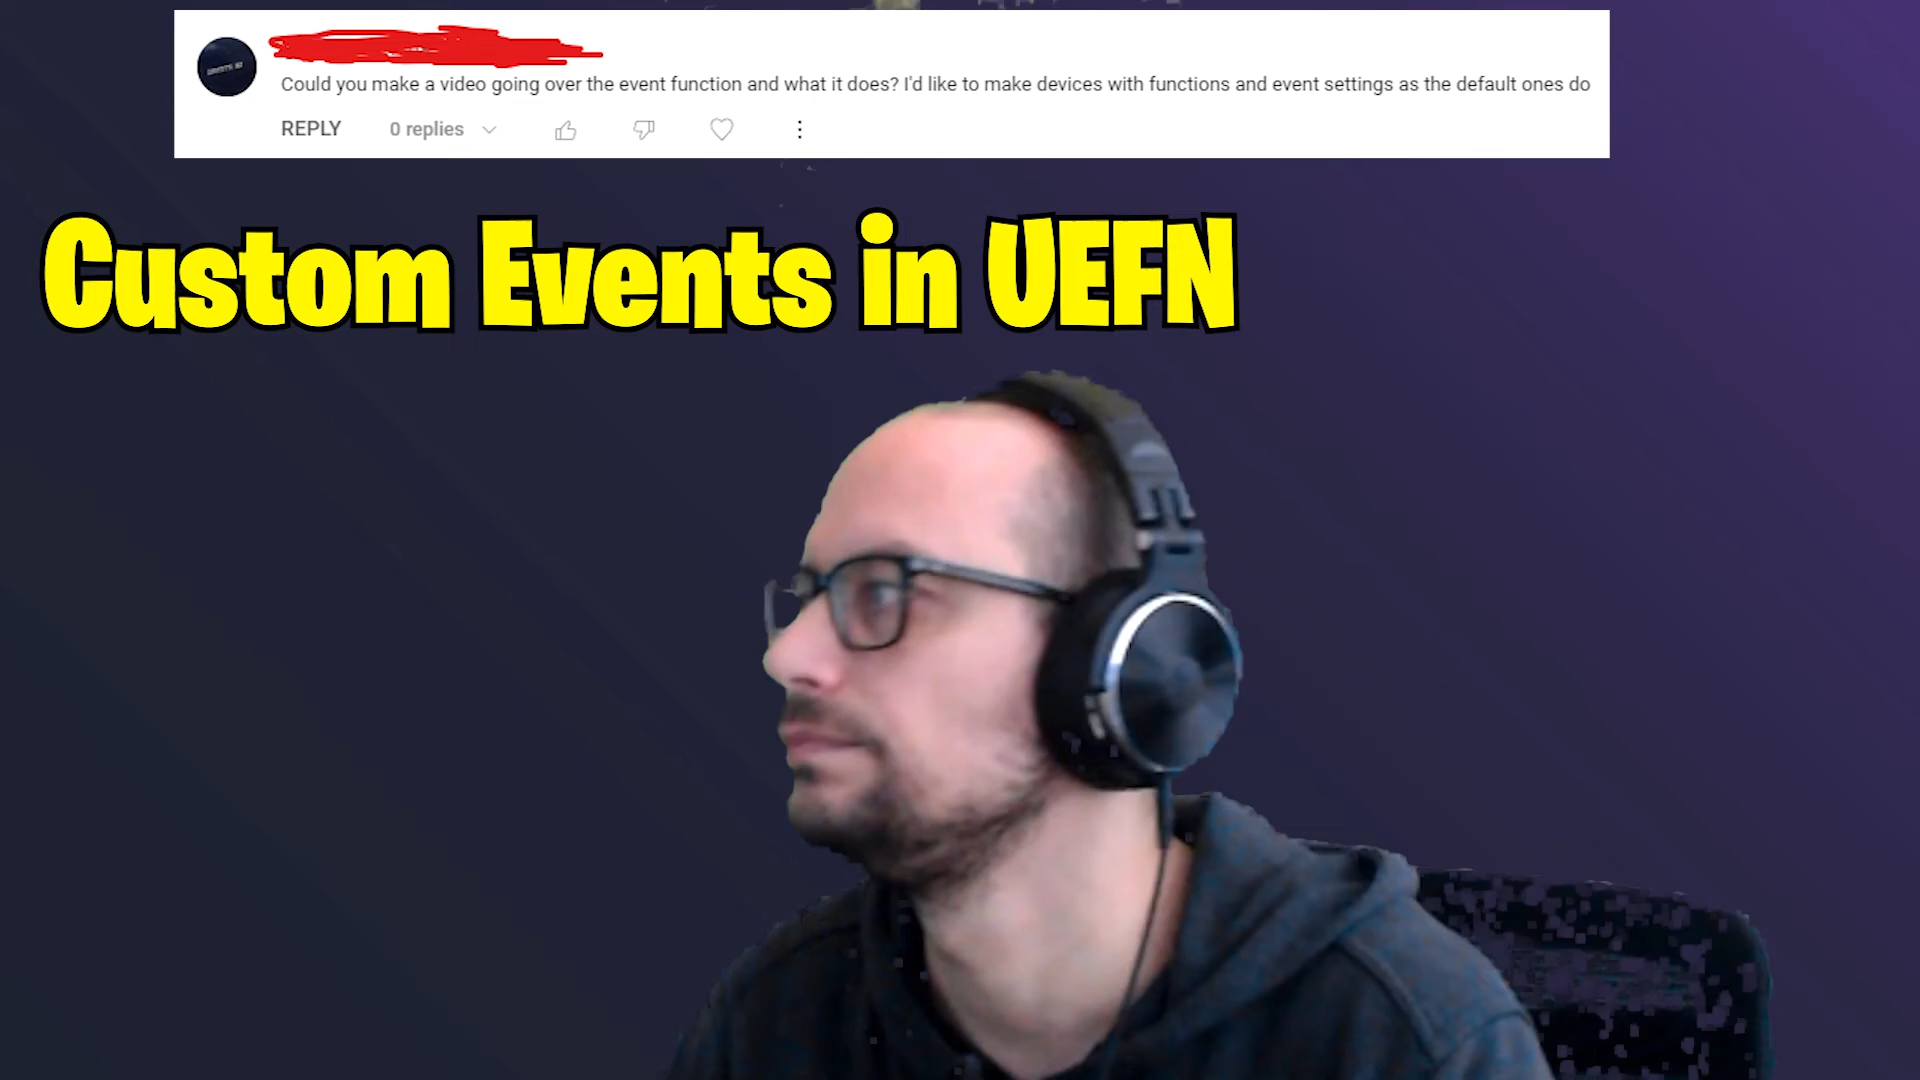 Could you make a video going over the event function and what it does? I'd like to make devices with functions and event settings as the default ones do
REPLY 0 replies
Custom Events in UEFN